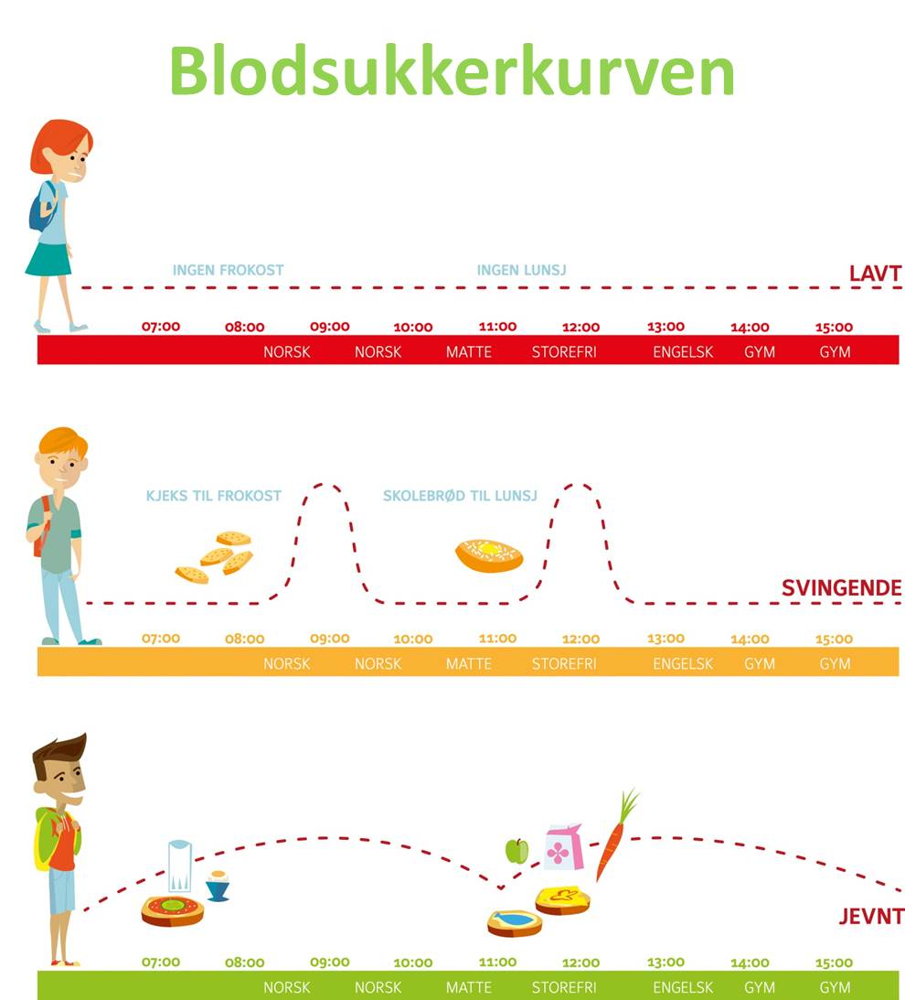 Blodsukkerkurven
INGEN FROKOST INGEN LUNSJ LAVT
07:00 08:00 09:00 10:00 11:00 12:00 13:00 14:00 15:00
NORSK NORSK MATTE STOREFRI ENGELSK GYM GYM
KJEKS TIL FROKOST SKOLEBRØD TIL LUNSJ
SVINGENDE
07:00 08:00 09:00 10:00 11:00 12:00 13:00 14:00 15:00
NORSK NORSK MATTE STOREFRI ENGELSK GYM GYM
JEVNT
07:00 08:00 09:00 10:00 11:00 12:00 13:00 14:00 15:00
NORSK NORSK MATTE STOREFRI ENGELSK GYM GYM